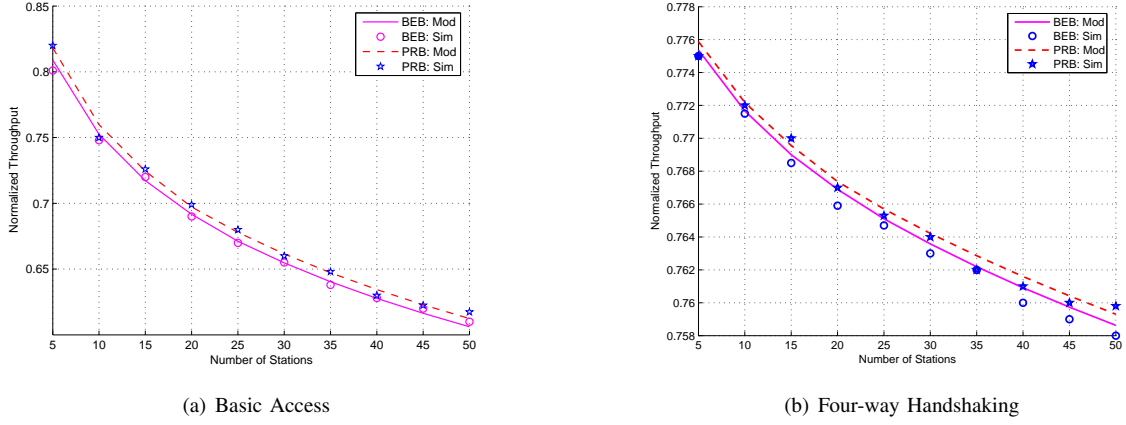 0.85
0.8
0.75
0.7
0.65
Normalized Throughput
5 10 15 20 25 30 35 40 45 50
Number of Stations
BEB: Mod
BEB: Sim
PRB: Mod
PRB: Sim
(a) Basic Access
0.778
0.776
0.774
0.772
0.77
0.768
0.766
0.764
0.762
0.76
0.758
Normalized Throughput
5 10 15 20 25 30 35 40 45 50
Number of Stations
BEB: Mod
BEB: Sim
PRB: Mod
PRB: Sim
(b) Four-way Handshaking